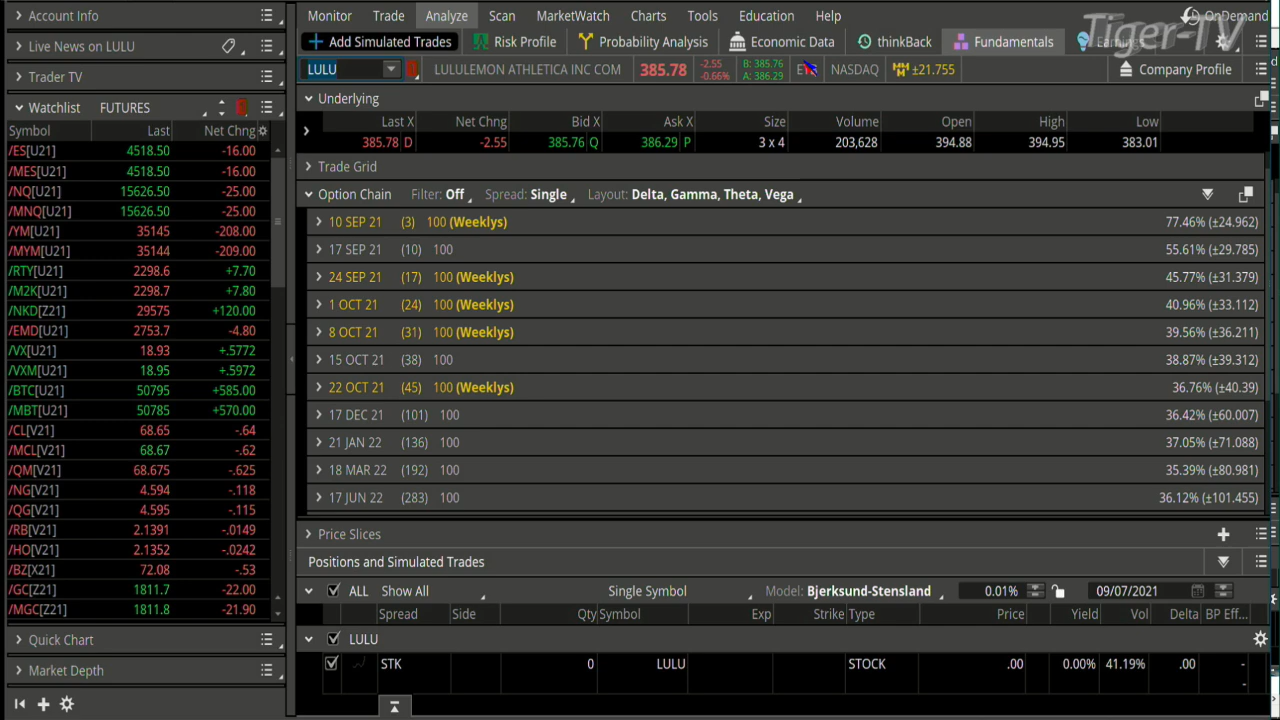 Account Info
Live News on LULU
Trader TV
Watchlist FUTURES
Symbol Last Net Chng
/ES[U21] 4518.50 -16.00
/MES[U21] 4518.50 -16.00
/NQ[U21] 15626.50 -25.00
/MNQ[U21] 15626.50 -25.00
/YM[U21] 35145 -208.00
/MYM[U21] 35144 -209.00
/RTY[U21] 2298.6 +7.70
/M2K[U21] 2298.7 +7.80
/NKD[Z21] 29575 +120.00
/EMD[U21] 2753.7 -4.80
/VX[U21] 18.93 +.5772
/VXM[U21] 18.95 +.5972
/BTC[U21] 50795 +585.00
/MBT[U21] 50785 +570.00
/CL[V21] 68.65 -.64
/MCL[V21] 68.67 -.62
/QM[V21] 68.675 -.625
/NG[V21] 4.594 -.118
/QG[V21] 4.595 -.115
/RB[V21] 2.1391 -.0149
/HO[V21] 2.1352 -.0242
/BZ[X21] 72.08 -.53
/GC[Z21] 1811.7 -22.00
/MGC[Z21] 1811.8 -21.90
Quick Chart
Market Depth
Monitor Trade Analyze Scan MarketWatch Charts Tools Education Help OnDemand
Tiger-TV
Add Simulated Trades Risk Profile Probability Analysis Economic Data thinkBack Fundamentals
LULU LULULEMON ATHLETICA INC COM 385.78 -2.55 -0.66% B: 385.76 A: 386.29 NASDAQ ±21.755 Company Profile
Underlying
Last X Net Chng Bid X Ask X Size Volume Open High Low
385.78 D -2.55 385.76 Q 386.29 P 3 x 4 203,628 394.88 394.95 383.01
Trade Grid
Option Chain Filter: Off Spread: Single Layout: Delta, Gamma, Theta, Vega
10 SEP 21 (3) 100 (Weeklys) 77.46% (±24.962)
17 SEP 21 (10) 100 55.61% (±29.785)
24 SEP 21 (17) 100 (Weeklys) 45.77% (±31.379)
1 OCT 21 (24) 100 (Weeklys) 40.96% (±33.112)
8 OCT 21 (31) 100 (Weeklys) 39.56% (±36.211)
15 OCT 21 (38) 100 38.87% (±39.312)
22 OCT 21 (45) 100 (Weeklys) 36.76% (±40.39)
17 DEC 21 (101) 100 36.42% (±60.007)
21 JAN 22 (136) 100 37.05% (±71.088)
18 MAR 22 (192) 100 35.39% (±80.981)
17 JUN 22 (283) 100 36.12% (±101.455)
Price Slices
Positions and Simulated Trades
ALL Show All Single Symbol Model: Bjerksund-Stensland 0.01% 09/07/2021
Spread Side Qty Symbol Exp Strike Type Price Yield Vol Delta BP Eff...
LULU
STK 0 LULU STOCK .00 0.00% 41.19% .00 -
-